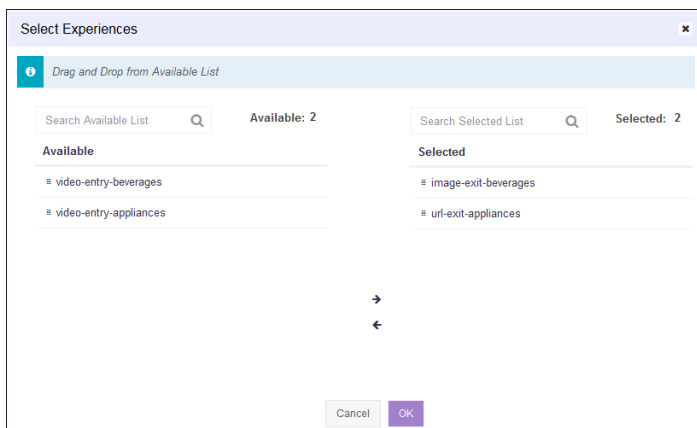 Select Experiences
Drag and Drop from Available List
Search Available List
Available: 2
Search Selected List
Selected: 2
Available
video-entry-beverages
video-entry-appliances
Selected
image-exit-beverages
url-exit-appliances
Cancel
OK